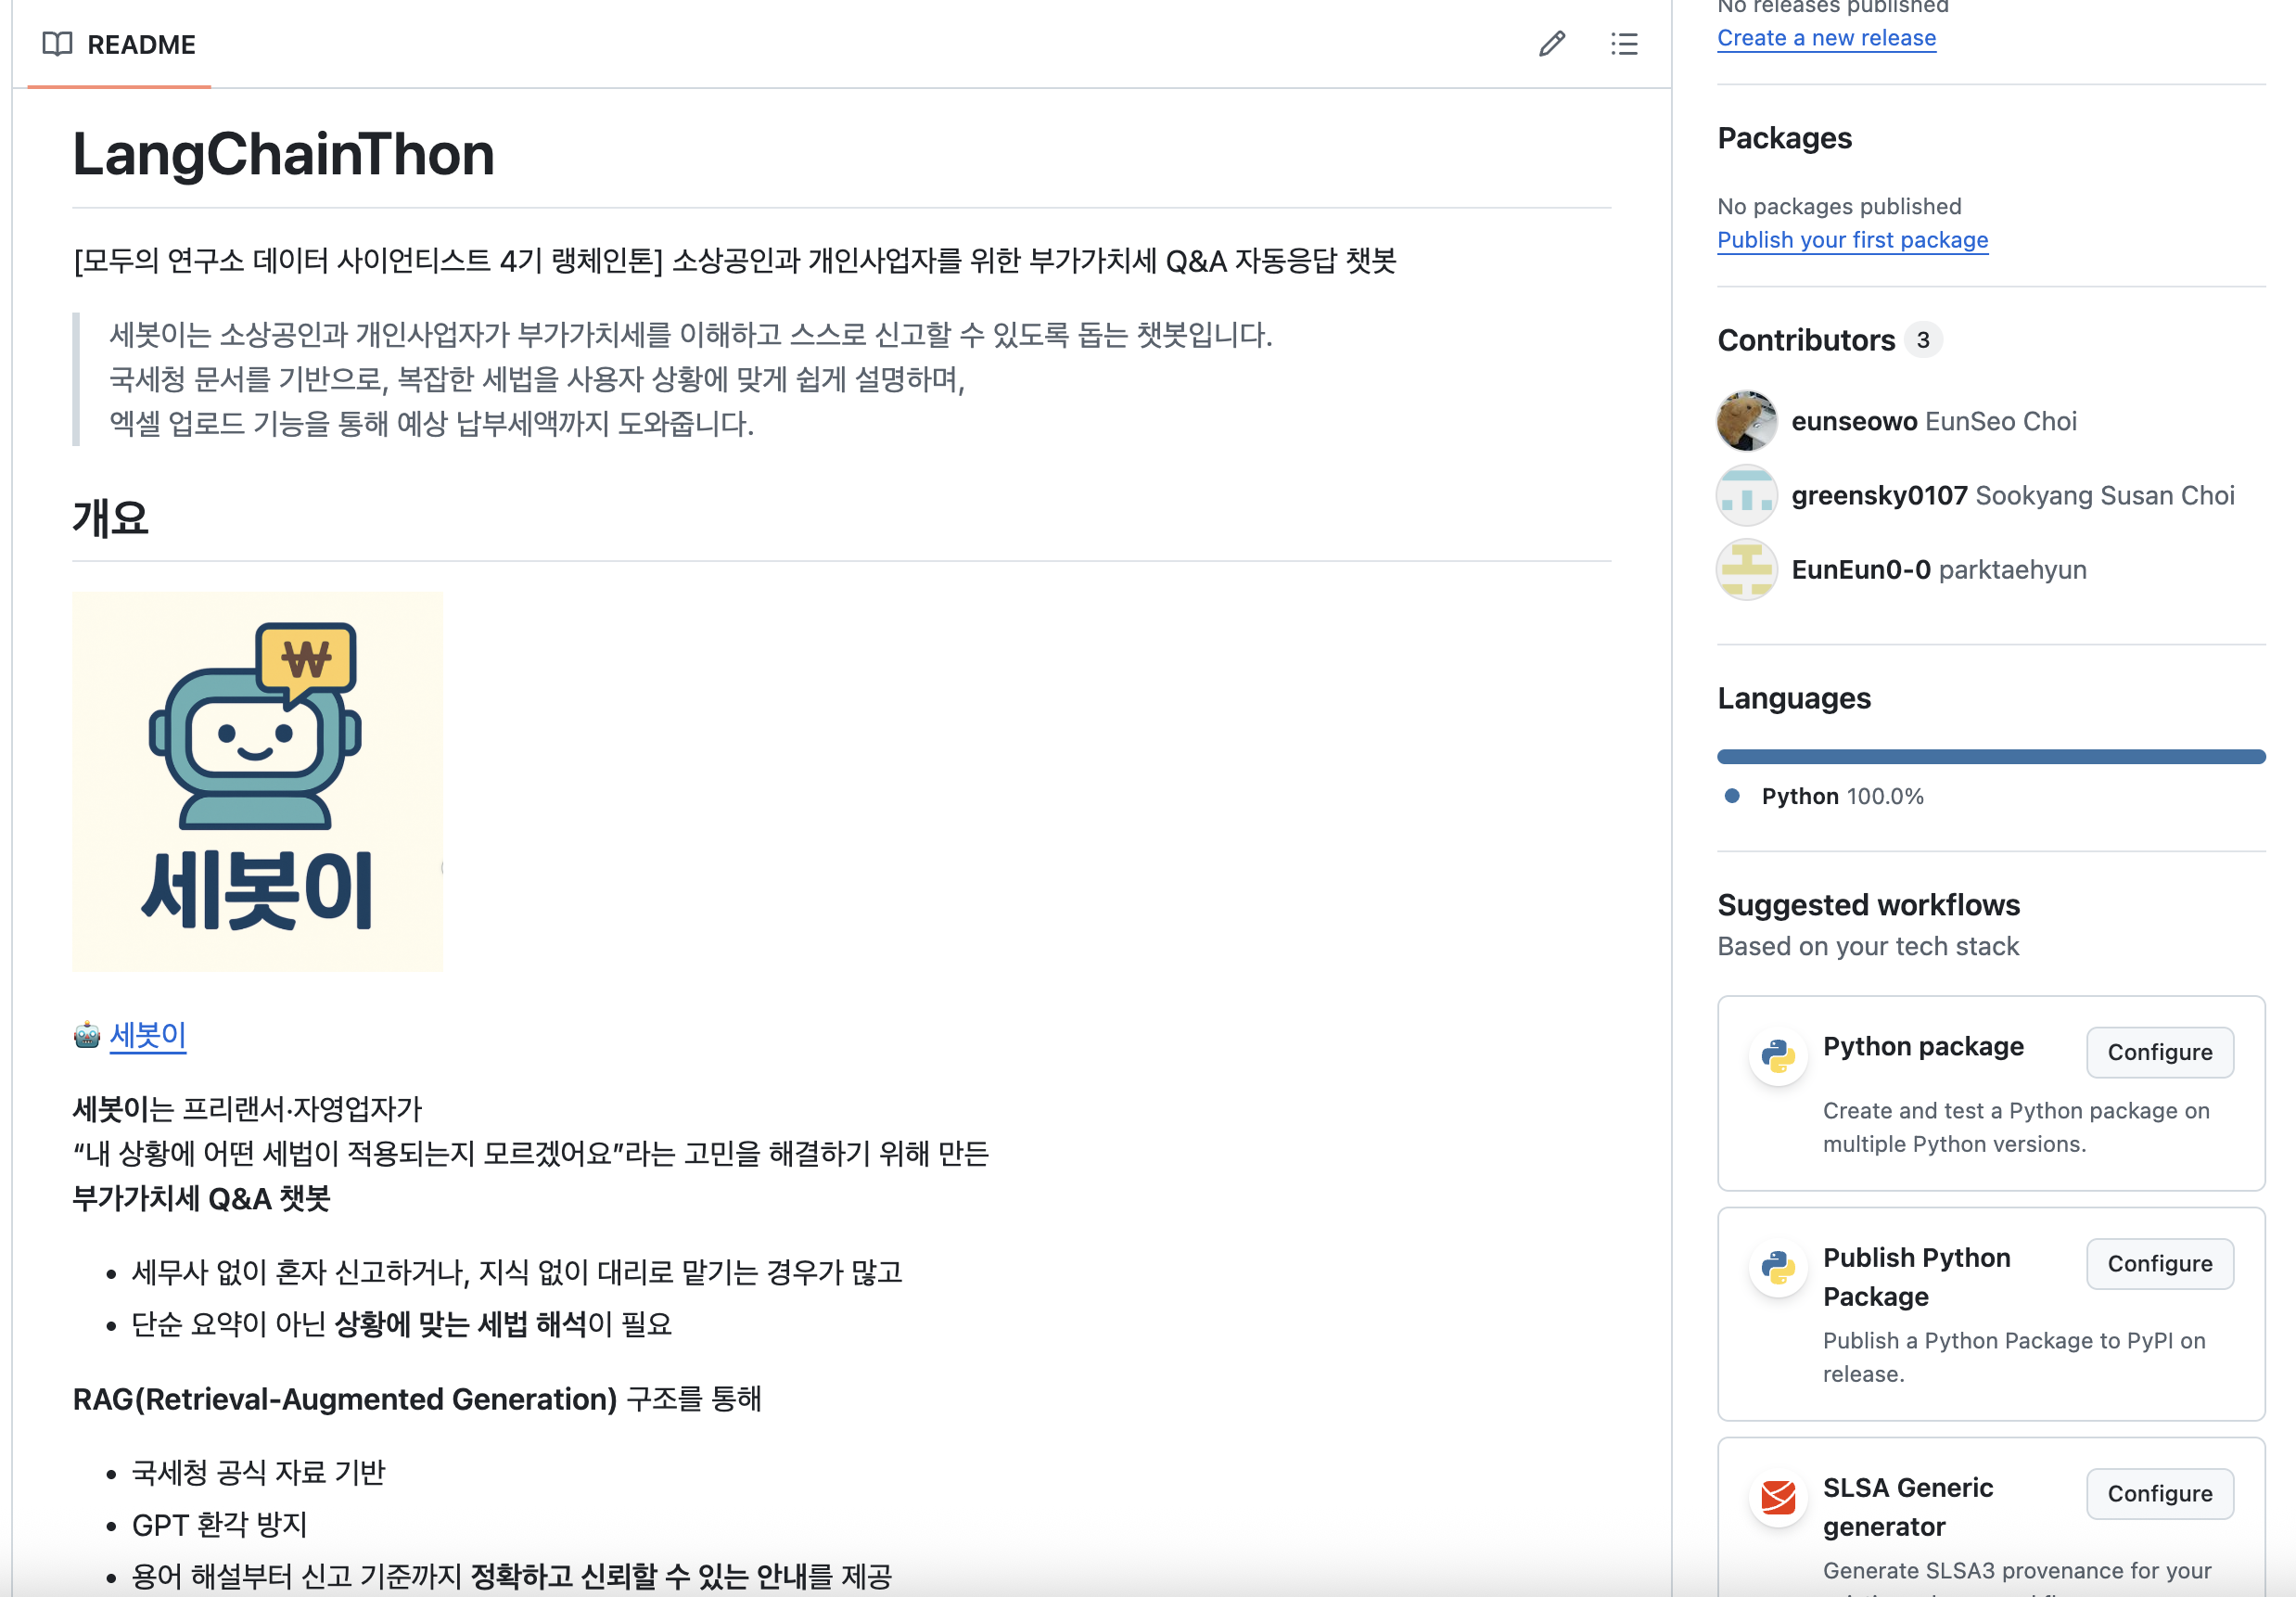 README
LangChainThon
[모두의 연구소 데이터 사이언티스트 4기 랭체인톤] 소상공인과 개인사업자를 위한 부가가치세 Q&A 자동응답 챗봇
세봇이는 소상공인과 개인사업자가 부가가치세를 이해하고 스스로 신고할 수 있도록 돕는 챗봇입니다.
국세청 문서를 기반으로, 복잡한 세법을 사용자 상황에 맞게 쉽게 설명하며,
엑셀 업로드 기능을 통해 예상 납부세액까지 도와줍니다.
개요
₩
세봇이
🤖 세봇이
세봇이는 프리랜서·자영업자가
“내 상황에 어떤 세법이 적용되는지 모르겠어요”라는 고민을 해결하기 위해 만든
부가가치세 Q&A 챗봇
• 세무사 없이 혼자 신고하거나, 지식 없이 대리로 맡기는 경우가 많고
• 단순 요약이 아닌 상황에 맞는 세법 해석이 필요
RAG(Retrieval-Augmented Generation) 구조를 통해
• 국세청 공식 자료 기반
• GPT 환각 방지
• 용어 해설부터 신고 기준까지 정확하고 신뢰할 수 있는 안내를 제공
No releases published
Create a new release
Packages
No packages published
Publish your first package
Contributors 3
eunseowo EunSeo Choi
greensky0107 Sookyang Susan Choi
EunEun0-0 parktaehyun
Languages
Python 100.0%
Suggested workflows
Based on your tech stack
Python package
Configure
Create and test a Python package on
multiple Python versions.
Publish Python
Package
Configure
Publish a Python Package to PyPI on
release.
SLSA Generic
generator
Configure
Generate SLSA3 provenance for your